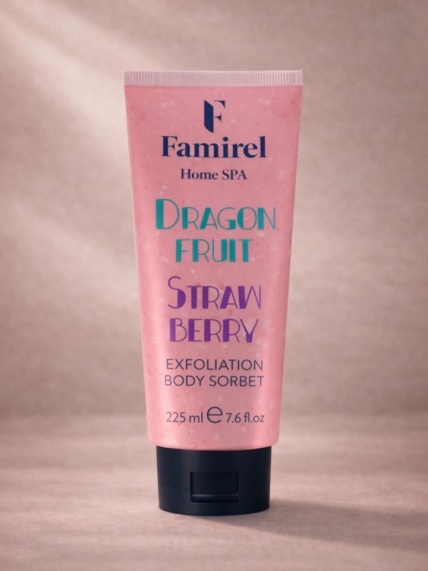 F
Famirel
Home SPA
DRAGON
FRUIT
STRAW
BERRY
EXFOLIATION
BODY SORBET
225 ml ℮ 7.6 fl.oz